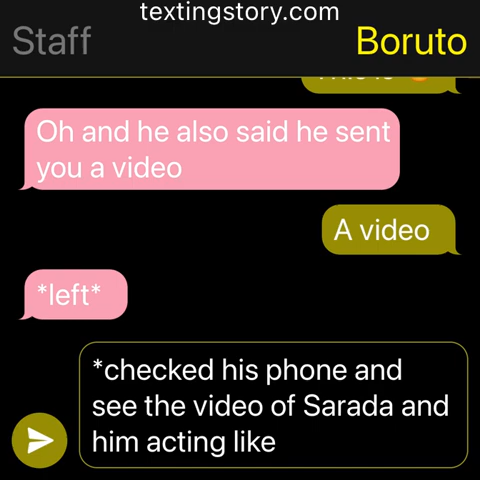 textingstory.com
Staff
Boruto
Oh and he also said he sent
you a video
A video
*left*
*checked his phone and
see the video of Sarada and
him acting like